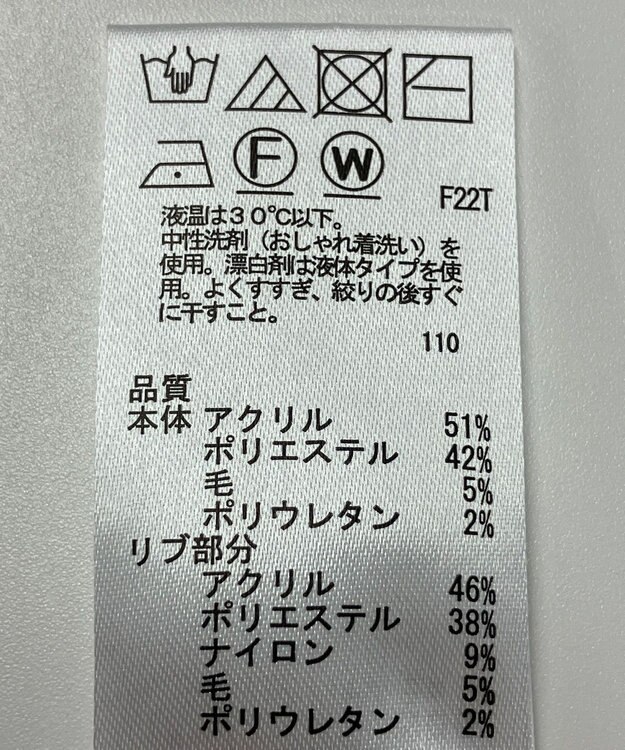 F W
F22T
液温は30℃以下。
中性洗剤（おしゃれ着洗い）を
使用。漂白剤は液体タイプを使
用。よくすすぎ、絞りの後すぐ
に干すこと。
110
品質
本体 アクリル 51%
ポリエステル 42%
毛 5%
ポリウレタン 2%
リブ部分
アクリル 46%
ポリエステル 38%
ナイロン 9%
毛 5%
ポリウレタン 2%